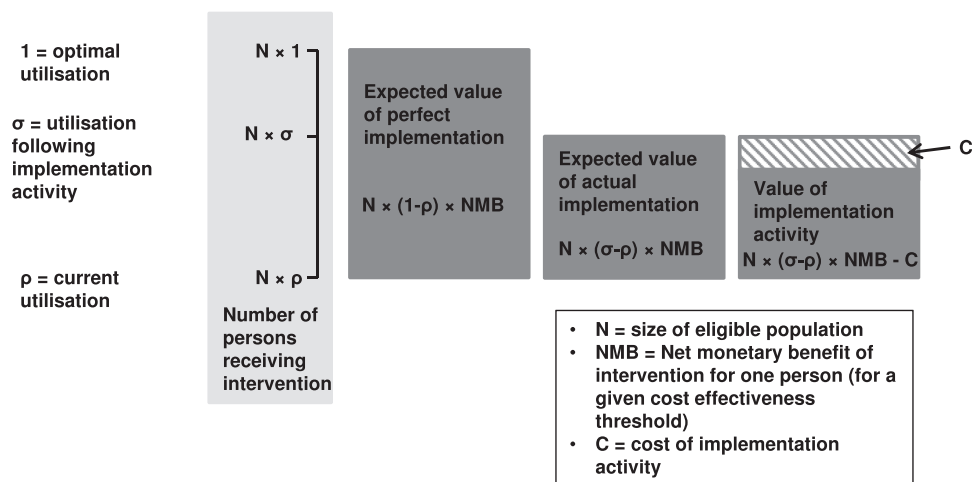 1 = optimal
utilisation
σ = utilisation
following
implementation
activity
ρ = current
utilisation
N × 1
N × σ
N × ρ
Number of
persons
receiving
intervention
Expected value
of perfect
implementation
N × (1-ρ) × NMB
Expected value
of actual
implementation
N × (σ-ρ) × NMB
C
Value of
implementation
activity
N × (σ-ρ) × NMB - C
• N = size of eligible population
• NMB = Net monetary benefit of
intervention for one person (for a
given cost effectiveness
threshold)
• C = cost of implementation
activity